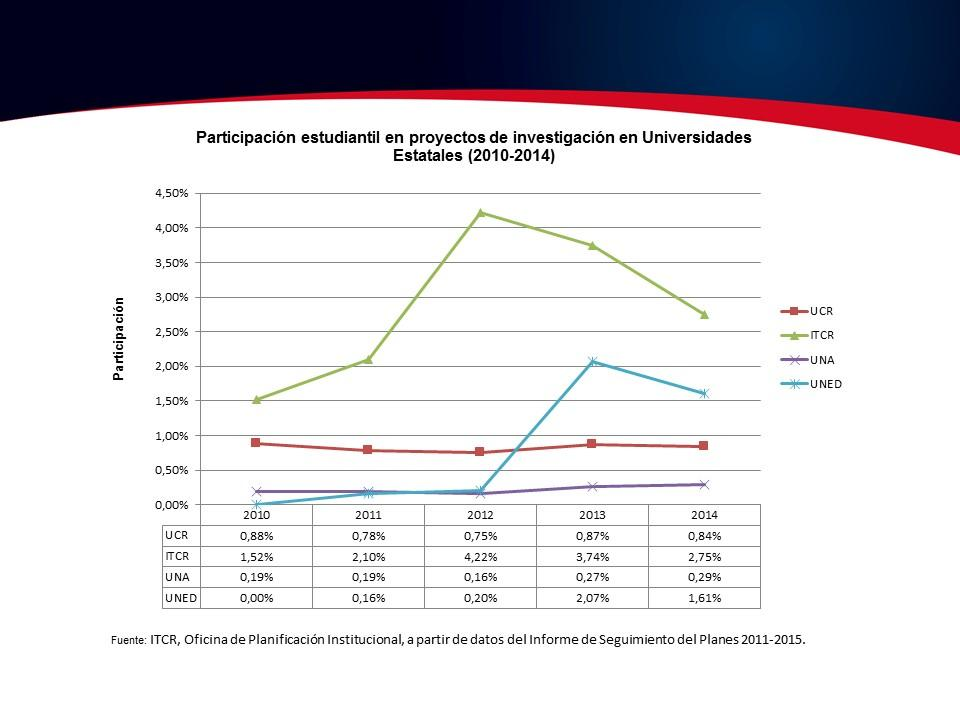 Participación estudiantil en proyectos de investigación en Universidades
Estatales (2010-2014)
Participación
4,50%
4,00%
3,50%
3,00%
2,50%
2,00%
1,50%
1,00%
0,50%
0,00%
UCR
ITCR
UNA
UNED
2010 2011 2012 2013 2014
UCR 0,88% 0,78% 0,75% 0,87% 0,84%
ITCR 1,52% 2,10% 4,22% 3,74% 2,75%
UNA 0,19% 0,19% 0,16% 0,27% 0,29%
UNED 0,00% 0,16% 0,20% 2,07% 1,61%
Fuente: ITCR, Oficina de Planificación Institucional, a partir de datos del Informe de Seguimiento del Planes 2011-2015.